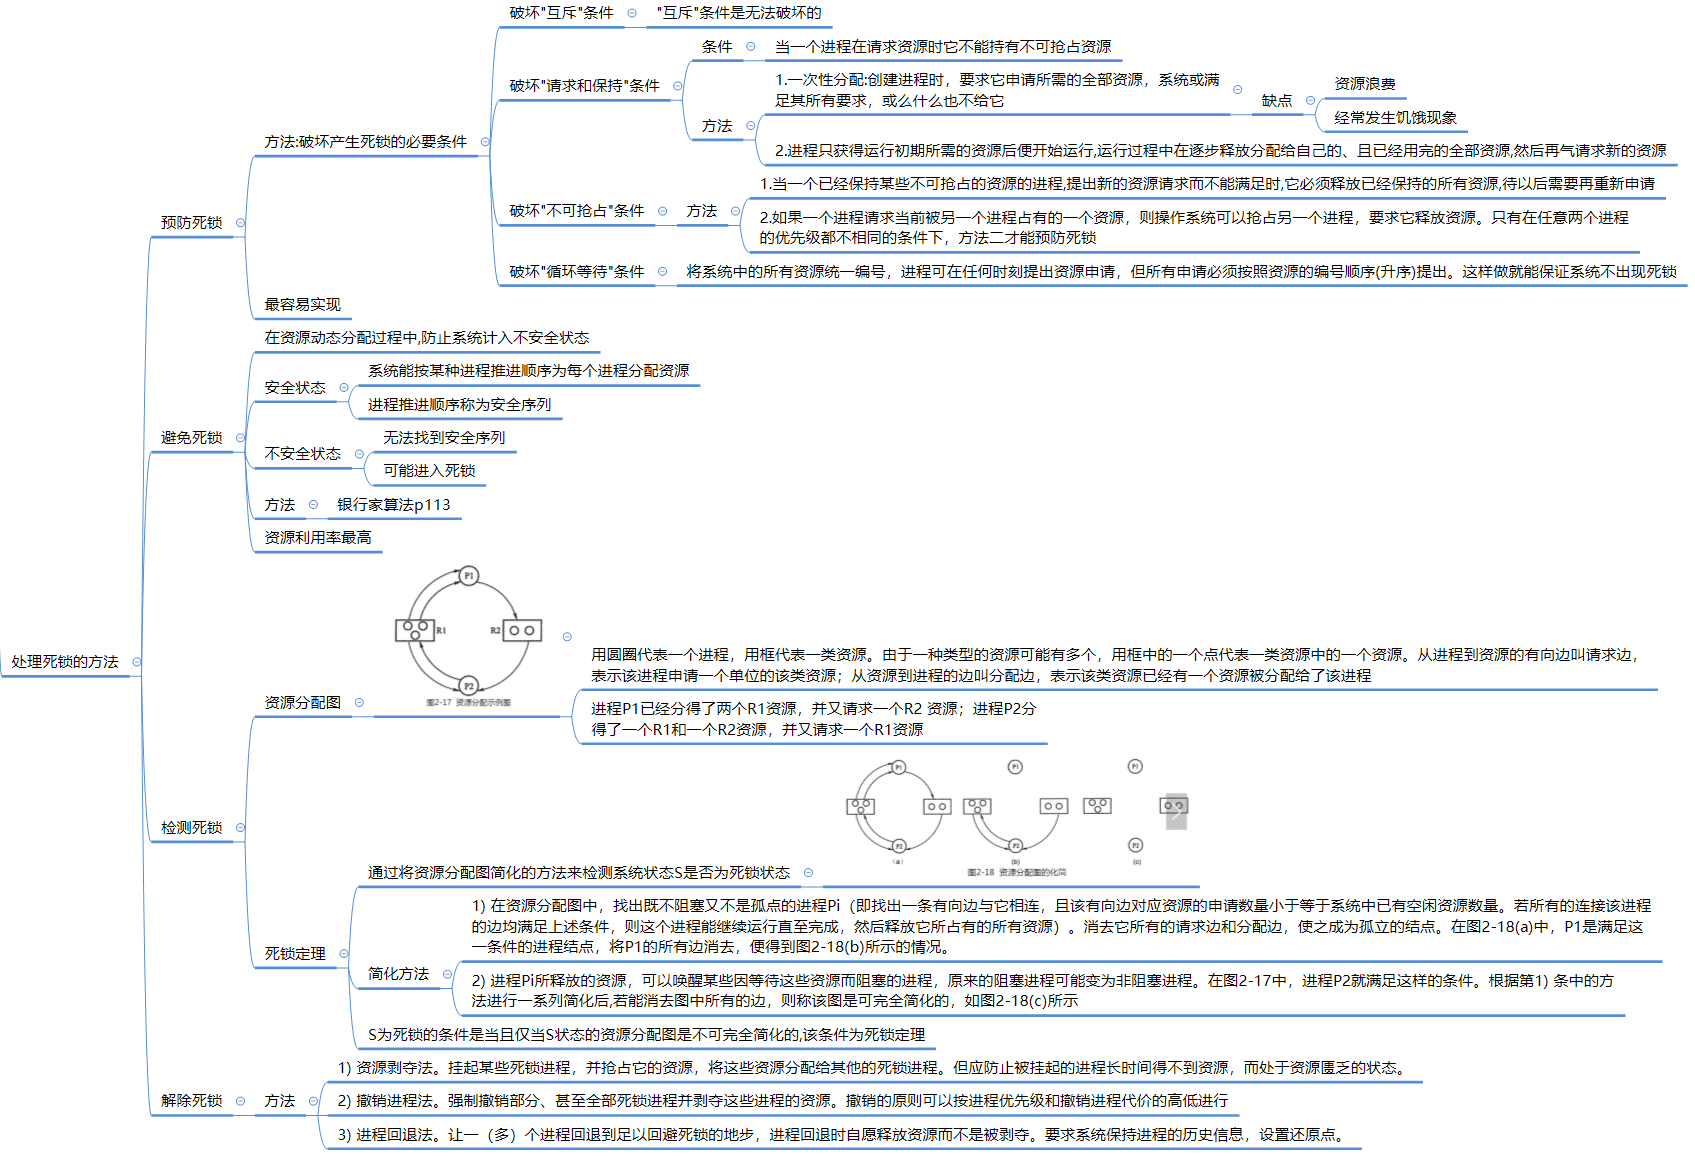 破坏"互斥"条件
"互斥"条件是无法破坏的
条件
当一个进程在请求资源时它不能持有不可抢占资源
破坏"请求和保持"条件
1.一次性分配:创建进程时，要求它申请所需的全部资源，系统或满
足其所有要求，或么什么也不给它
缺点
资源浪费
经常发生饥饿现象
方法
2.进程只获得运行初期所需的资源后便开始运行,运行过程中在逐步释放分配给自己的、且已经用完的全部资源,然后再气请求新的资源
方法:破坏产生死锁的必要条件
1.当一个已经保持某些不可抢占的资源的进程,提出新的资源请求而不能满足时,它必须释放已经保持的所有资源,待以后需要再重新申请
破坏"不可抢占"条件
方法
2.如果一个进程请求当前被另一个进程占有的一个资源，则操作系统可以抢占另一个进程，要求它释放资源。只有在任意两个进程
的优先级都不相同的条件下，方法二才能预防死锁
预防死锁
破坏"循环等待"条件
将系统中的所有资源统一编号，进程可在任何时刻提出资源申请，但所有申请必须按照资源的编号顺序(升序)提出。这样做就能保证系统不出现死锁
最容易实现
在资源动态分配过程中,防止系统计入不安全状态
安全状态
系统能按某种进程推进顺序为每个进程分配资源
进程推进顺序称为安全序列
避免死锁
不安全状态
无法找到安全序列
可能进入死锁
方法
银行家算法p113
资源利用率最高
P1
R1
R2
P2
图2-17 资源分配示例图
处理死锁的方法
资源分配图
用圆圈代表一个进程，用框代表一类资源。由于一种类型的资源可能有多个，用框中的一个点代表一类资源中的一个资源。从进程到资源的有向边叫请求边，
表示该进程申请一个单位的该类资源；从资源到进程的边叫分配边，表示该类资源已经有一个资源被分配给了该进程
进程P1已经分得了两个R1资源，并又请求一个R2 资源；进程P2分
得了一个R1和一个R2资源，并又请求一个R1资源
检测死锁
P1
P1
P1
P2
P2
P2
(a)
(b)
(c)
图2-18 资源分配图的化简
通过将资源分配图简化的方法来检测系统状态S是否为死锁状态
死锁定理
简化方法
1) 在资源分配图中，找出既不阻塞又不是孤点的进程Pi（即找出一条有向边与它相连，且该有向边对应资源的申请数量小于等于系统中已有空闲资源数量。若所有的连接该进程
的边均满足上述条件，则这个进程能继续运行直至完成，然后释放它所占有的所有资源）。消去它所有的请求边和分配边，使之成为孤立的结点。在图2-18(a)中，P1是满足这
一条件的进程结点，将P1的所有边消去，便得到图2-18(b)所示的情况。
2) 进程Pi所释放的资源，可以唤醒某些因等待这些资源而阻塞的进程，原来的阻塞进程可能变为非阻塞进程。在图2-17中，进程P2就满足这样的条件。根据第1) 条中的方
法进行一系列简化后,若能消去图中所有的边，则称该图是可完全简化的，如图2-18(c)所示
S为死锁的条件是当且仅当S状态的资源分配图是不可完全简化的,该条件为死锁定理
解除死锁
方法
1) 资源剥夺法。挂起某些死锁进程，并抢占它的资源，将这些资源分配给其他的死锁进程。但应防止被挂起的进程长时间得不到资源，而处于资源匮乏的状态。
2) 撤销进程法。强制撤销部分、甚至全部死锁进程并剥夺这些进程的资源。撤销的原则可以按进程优先级和撤销进程代价的高低进行
3) 进程回退法。让一（多）个进程回退到足以回避死锁的地步，进程回退时自愿释放资源而不是被剥夺。要求系统保持进程的历史信息，设置还原点。